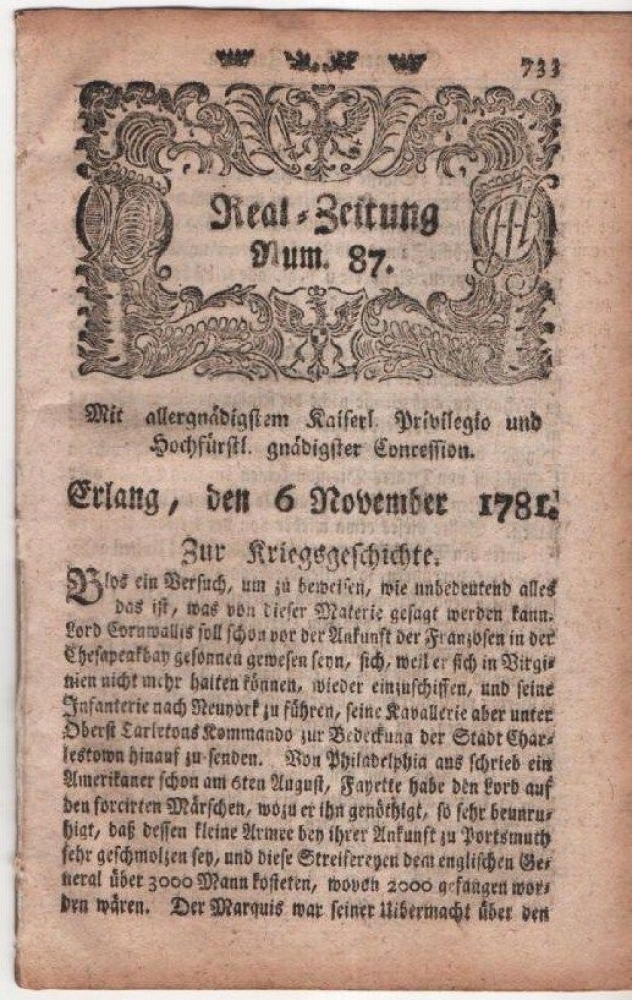 733
Real-Zeitung
Num. 87.
Mit allergnädigstem Kaiserl. Privilegio und
Hochfürstl. gnädigster Concession.
Erlang, den 6 November 1781.
Zur Kriegsgeschichte.
Blos ein Versuch, um zu beweisen, wie unbedeutend alles
das ist, was von dieser Materie gesagt werden kann.
Lord Cornwallis soll schon vor der Ankunft der Franzosen in der
Chesapeakbay gesonnen gewesen seyn, sich, weil er sich in Virgi-
nien nicht mehr halten können, wieder einzuschiffen, und seine
Infanterie nach Neuyork zu führen, seine Kavallerie aber unter
Oberst Tarletons Kommando zur Bedeckung der Stadt Char-
lestown hinauf zu senden. Von Philadelphia aus schrieb ein
Amerikaner schon am 6ten August, Fayette habe den Lord auf
den forcirten Märschen, wozu er ihn genöthigt, so sehr beunru-
higt, daß dessen kleine Armee bey ihrer Ankunft zu Portsmuth
sehr geschmolzen sey, und diese Streifereyen dem englischen Ge-
neral über 3000 Mann kosteten, wovon 2000 gefangen wor-
den wären. Der Marquis war seiner Uibermacht über den